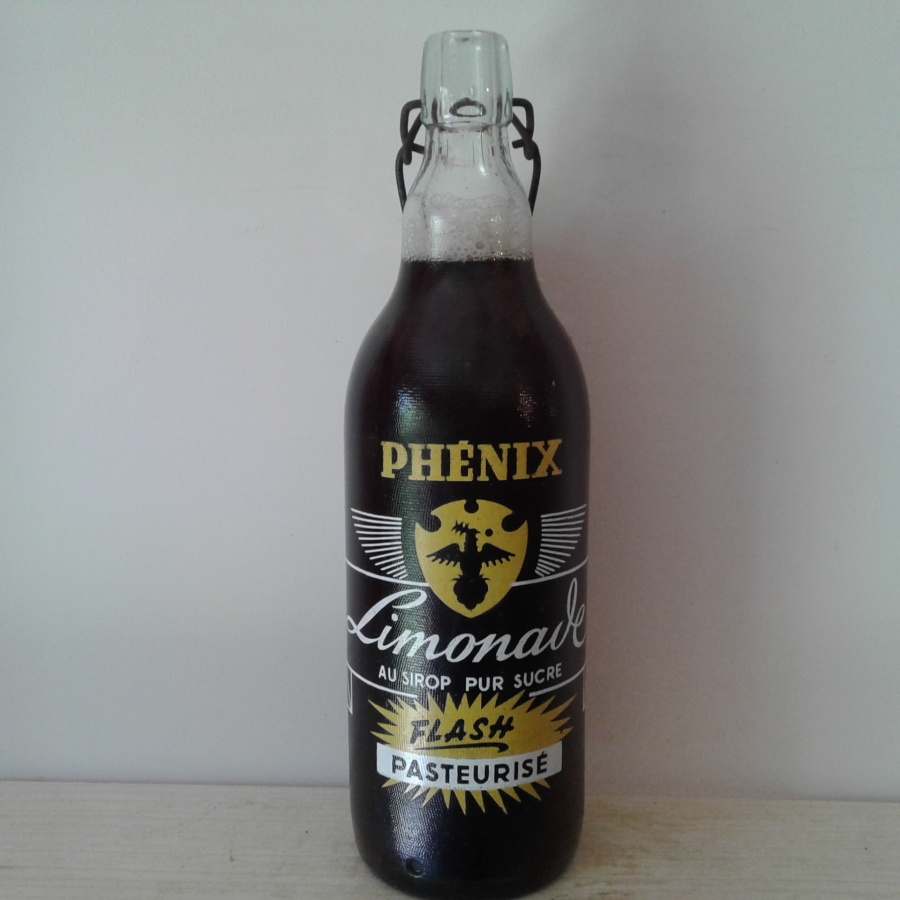 PHÉNIX
Limonade
AU SIROP PUR SUCRE
FLASH
PASTEURISÉ